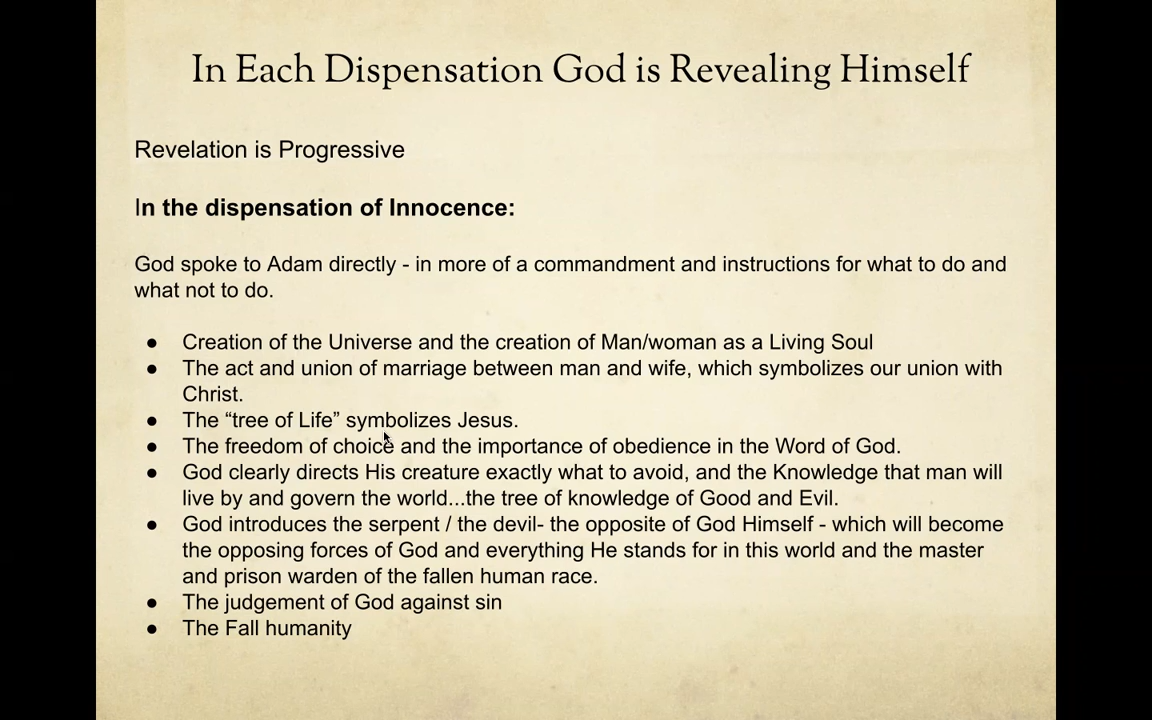 In Each Dispensation God is Revealing Himself
Revelation is Progressive
In the dispensation of Innocence:
God spoke to Adam directly - in more of a commandment and instructions for what to do and
what not to do.
● Creation of the Universe and the creation of Man/woman as a Living Soul
● The act and union of marriage between man and wife, which symbolizes our union with
Christ.
● The “tree of Life” symbolizes Jesus.
● The freedom of choice and the importance of obedience in the Word of God.
● God clearly directs His creature exactly what to avoid, and the Knowledge that man will
live by and govern the world...the tree of knowledge of Good and Evil.
● God introduces the serpent / the devil- the opposite of God Himself - which will become
the opposing forces of God and everything He stands for in this world and the master
and prison warden of the fallen human race.
● The judgement of God against sin
● The Fall humanity